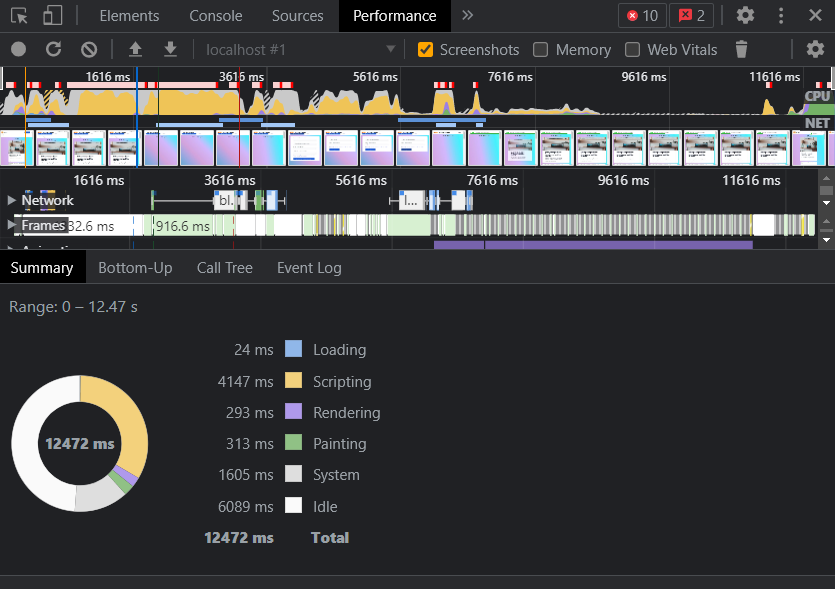 Elements Console Sources Performance » 10 2
localhost #1 Screenshots Memory Web Vitals
1616 ms 3616 ms 5616 ms 7616 ms 9616 ms 11616 ms
CPU
NET
1616 ms 3616 ms 5616 ms 7616 ms 9616 ms 11616 ms
Network bl… l…
Frames 32.6 ms 916.6 ms
Summary Bottom-Up Call Tree Event Log
Range: 0 – 12.47 s
24 ms Loading
4147 ms Scripting
293 ms Rendering
12472 ms
313 ms Painting
1605 ms System
6089 ms Idle
12472 ms Total